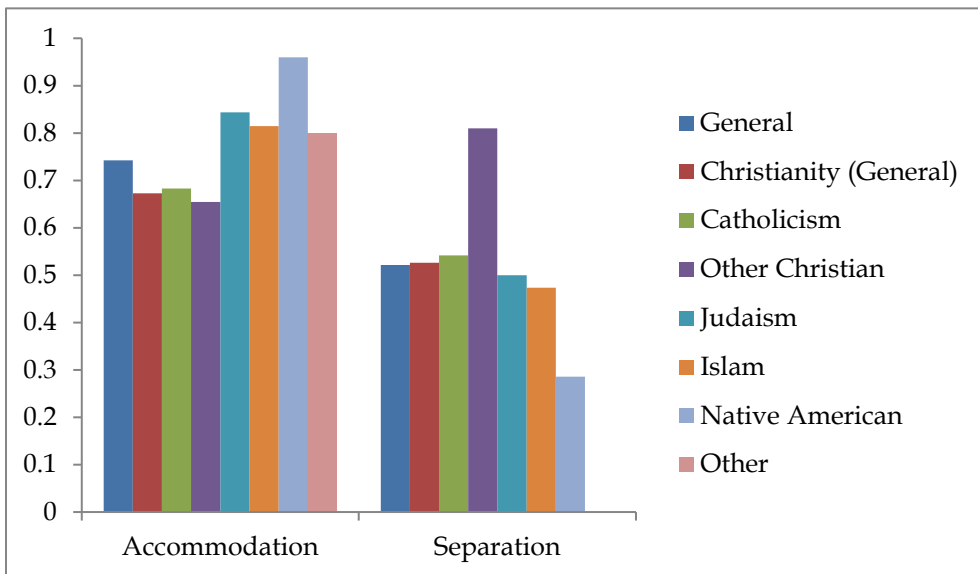 1
0.9
0.8
0.7
0.6
0.5
0.4
0.3
0.2
0.1
0
Accommodation
Separation
General
Christianity (General)
Catholicism
Other Christian
Judaism
Islam
Native American
Other